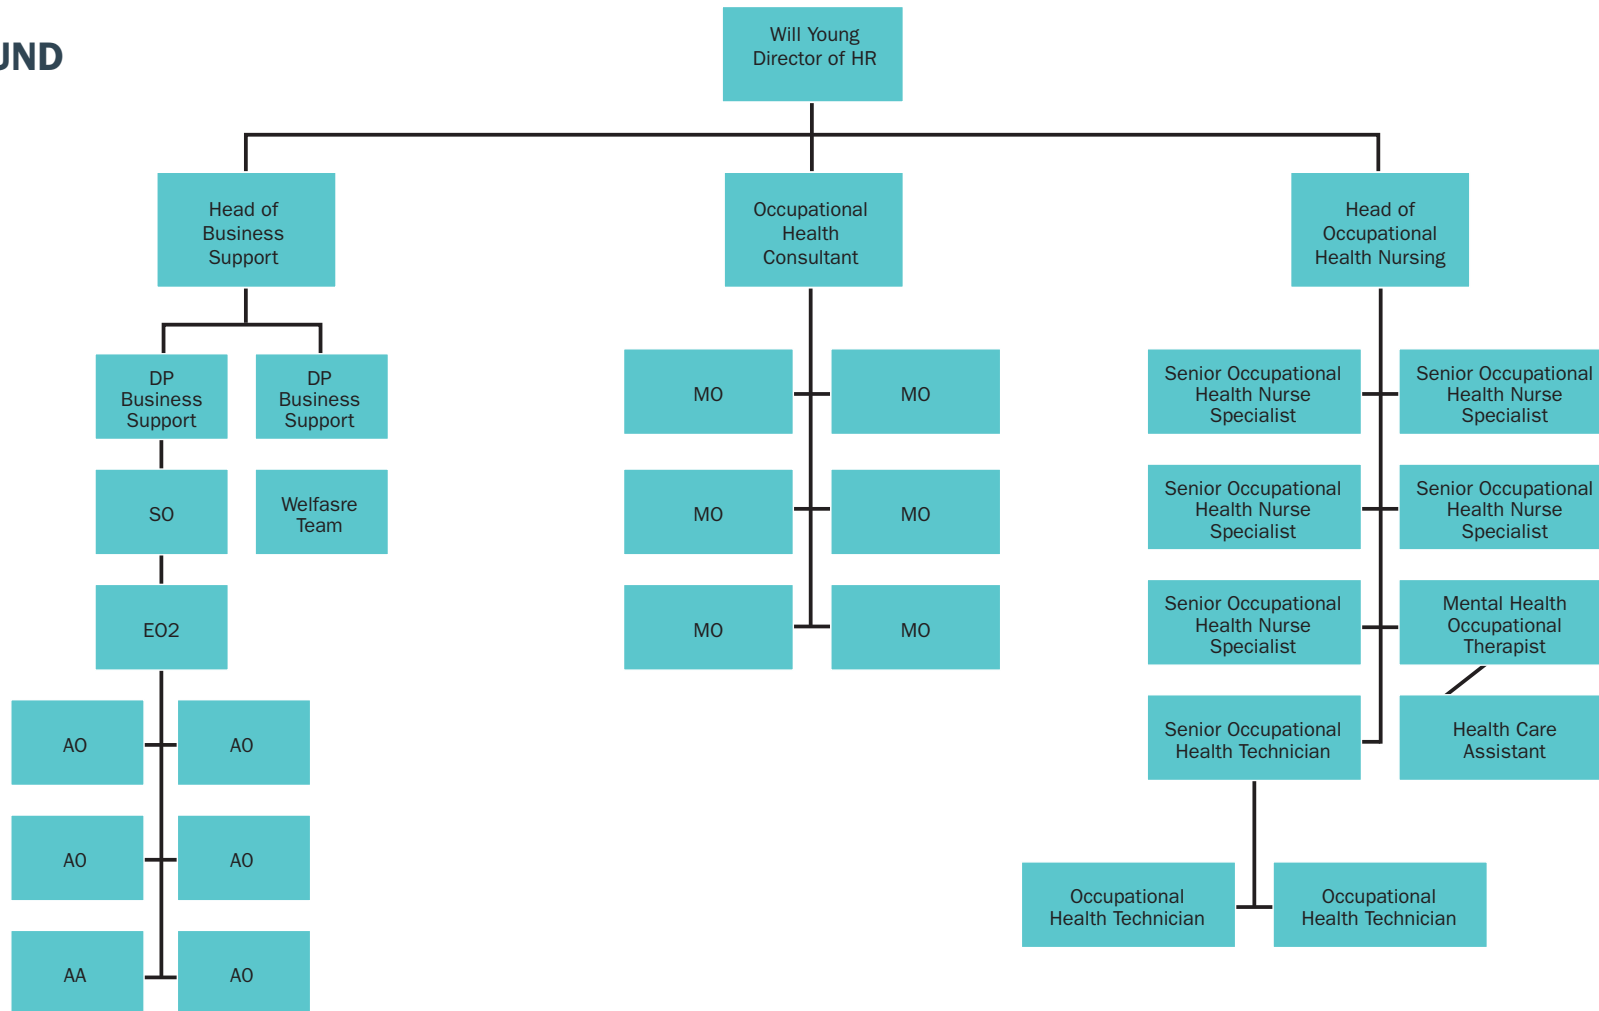 UND
Will Young
Director of HR
Head of
Business
Support
Occupational
Health
Consultant
Head of
Occupational
Health Nursing
DP
Business
Support
DP
Business
Support
SO
Welfasre
Team
EO2
AO
AO
AO
AO
AA
AO
MO
MO
MO
MO
MO
MO
Senior Occupational
Health Nurse
Specialist
Senior Occupational
Health Nurse
Specialist
Senior Occupational
Health Nurse
Specialist
Senior Occupational
Health Nurse
Specialist
Senior Occupational
Health Nurse
Specialist
Mental Health
Occupational
Therapist
Senior Occupational
Health Technician
Health Care
Assistant
Occupational
Health Technician
Occupational
Health Technician